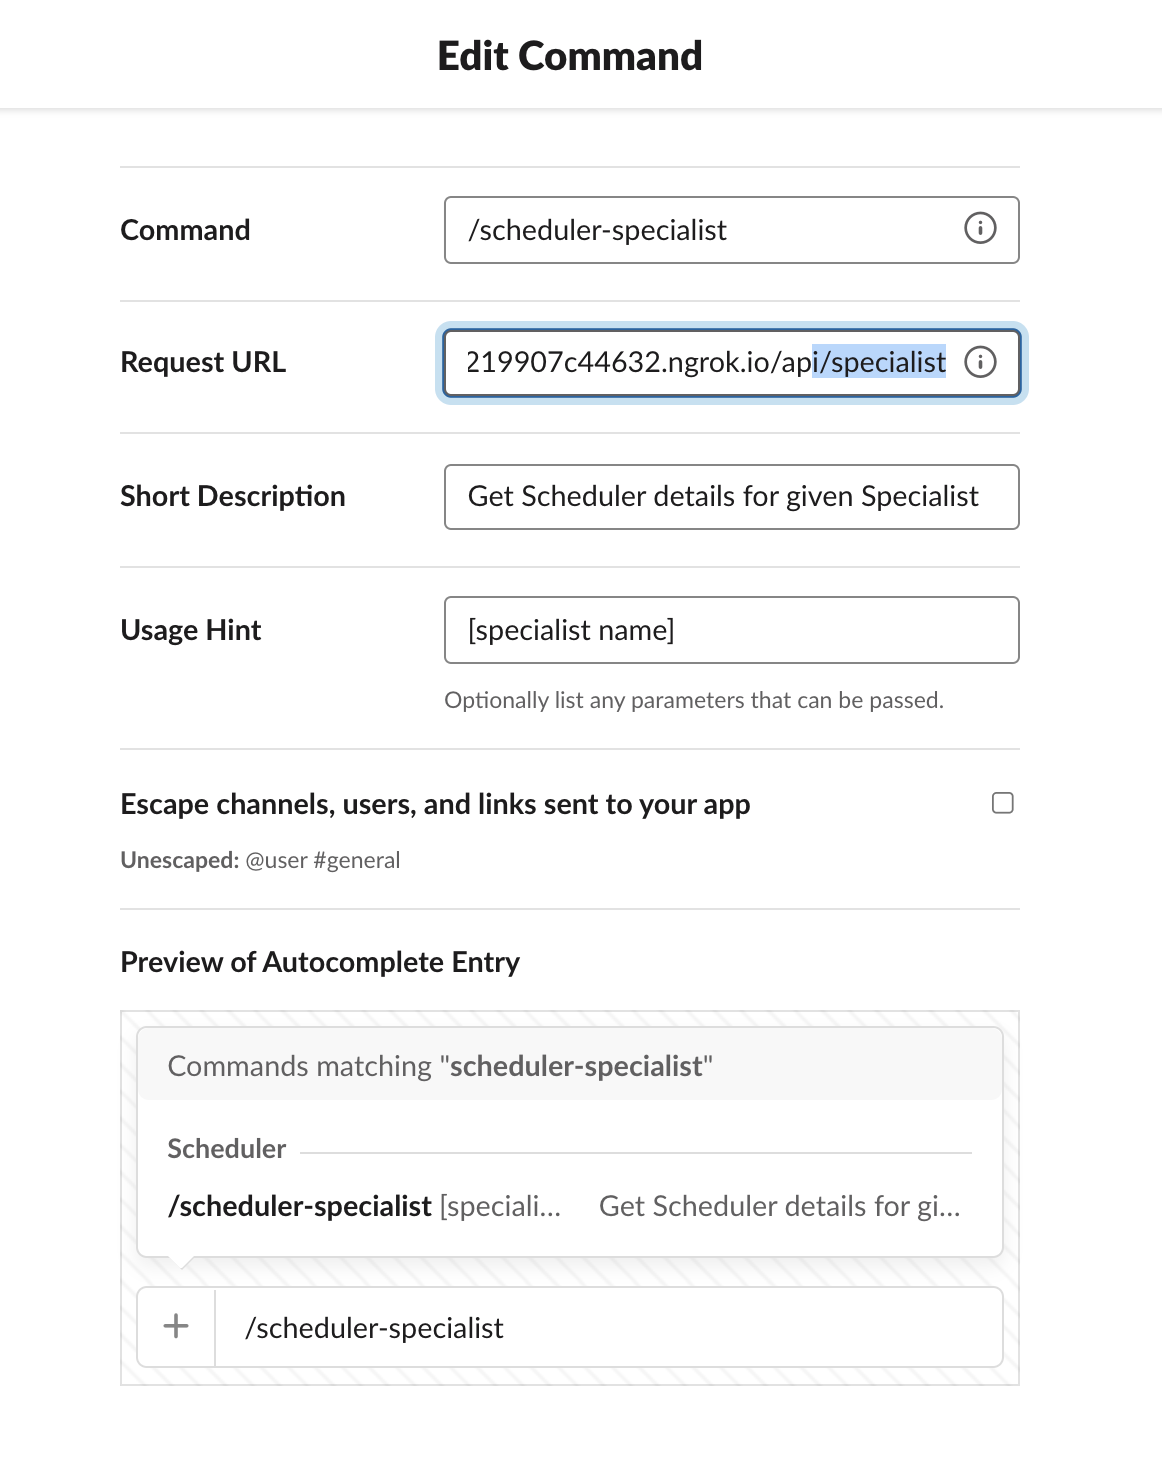 Edit Command
Command
/scheduler-specialist
Request URL
219907c44632.ngrok.io/api/specialist
Short Description
Get Scheduler details for given Specialist
Usage Hint
[specialist name]
Optionally list any parameters that can be passed.
Escape channels, users, and links sent to your app
Unescaped: @user #general
Preview of Autocomplete Entry
Commands matching "scheduler-specialist"
Scheduler
/scheduler-specialist [speciali... Get Scheduler details for gi...
/scheduler-specialist